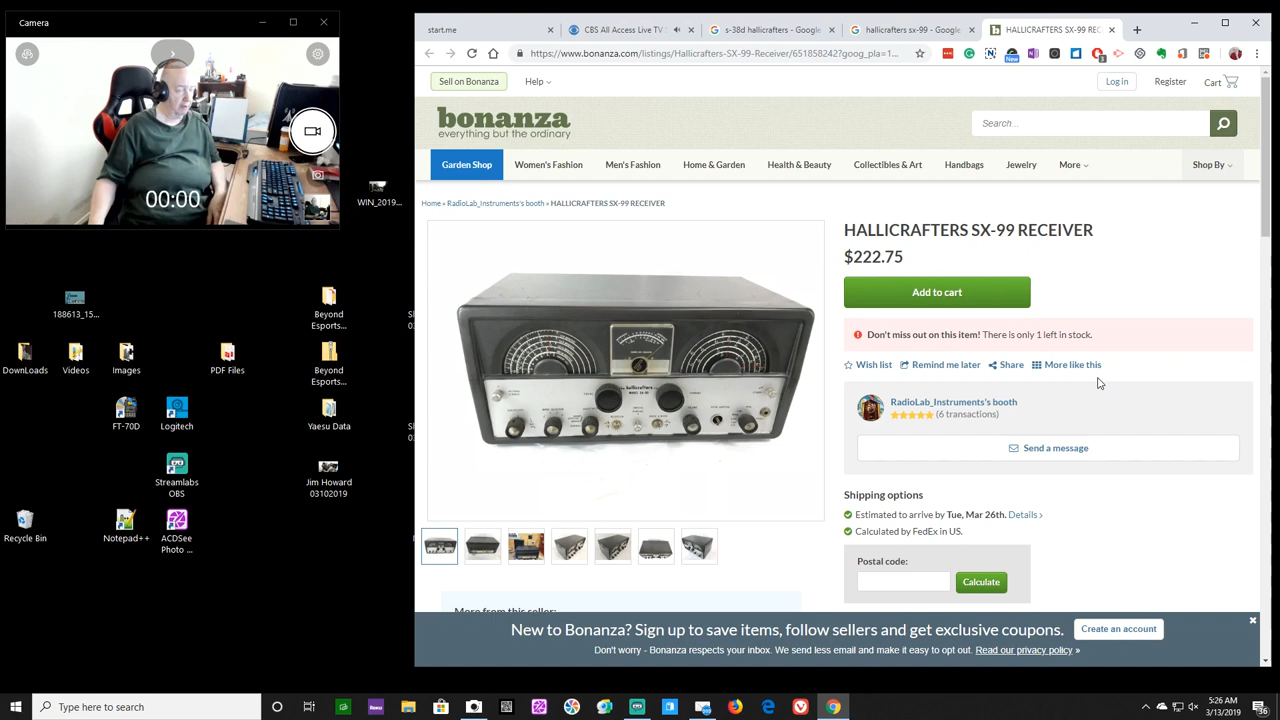 Camera
00:00
WIN_2019...
188613_15...
Beyond
Esports...
DownLoads
Videos
Images
PDF Files
Beyond
Esports...
FT-70D
Logitech
Yaesu Data
Streamlabs
OBS
Jim Howard
03102019
Recycle Bin
Notepad++
ACDSee
Photo ...
start.me
CBS All Access Live TV
s-38d hallicrafters - Google
hallicrafters sx-99 - Google
HALLICRAFTERS SX-99 REC
https://www.bonanza.com/listings/Hallicrafters-SX-99-Receiver/651858242?goog_pla=1...
New
3
Sell on Bonanza
Help
Log in
Register
Cart
bonanza
everything but the ordinary
Search...
Garden Shop
Women's Fashion
Men's Fashion
Home & Garden
Health & Beauty
Collectibles & Art
Handbags
Jewelry
More
Shop By
Home » RadioLab_Instruments's booth » HALLICRAFTERS SX-99 RECEIVER
HALLICRAFTERS SX-99 RECEIVER
$222.75
Add to cart
Don't miss out on this item! There is only 1 left in stock.
Wish list
Remind me later
Share
More like this
the hallicrafters
RadioLab_Instruments's booth
(6 transactions)
Send a message
Shipping options
Estimated to arrive by Tue, Mar 26th. Details ›
Calculated by FedEx in US.
Postal code:
Calculate
More from this seller:
New to Bonanza? Sign up to save items, follow sellers and get exclusive coupons.
Create an account
Don't worry - Bonanza respects your inbox. We send less email and make it easy to opt out. Read our privacy policy »
Type here to search
5:26 AM
3/13/2019
36